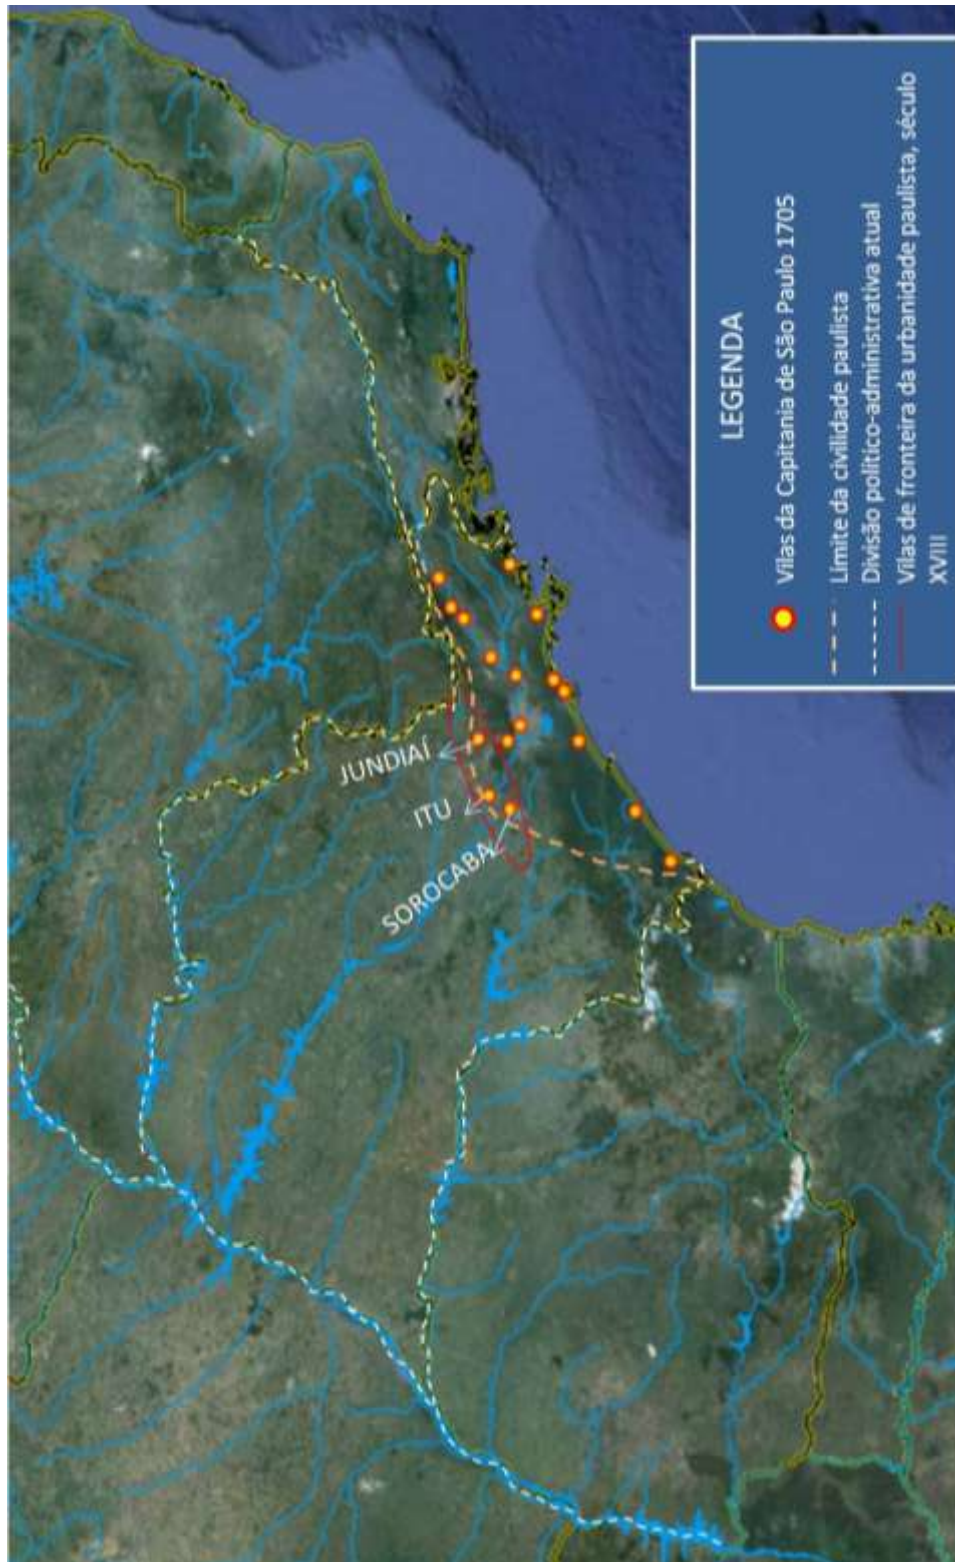 JUNDIAÍ
ITU
SOROCABA
LEGENDA
Vilas da Capitania de São Paulo 1705
Limite da civilidade paulista
Divisão político-administrativa atual
Vilas de fronteira da urbanidade paulista, século
XVIII